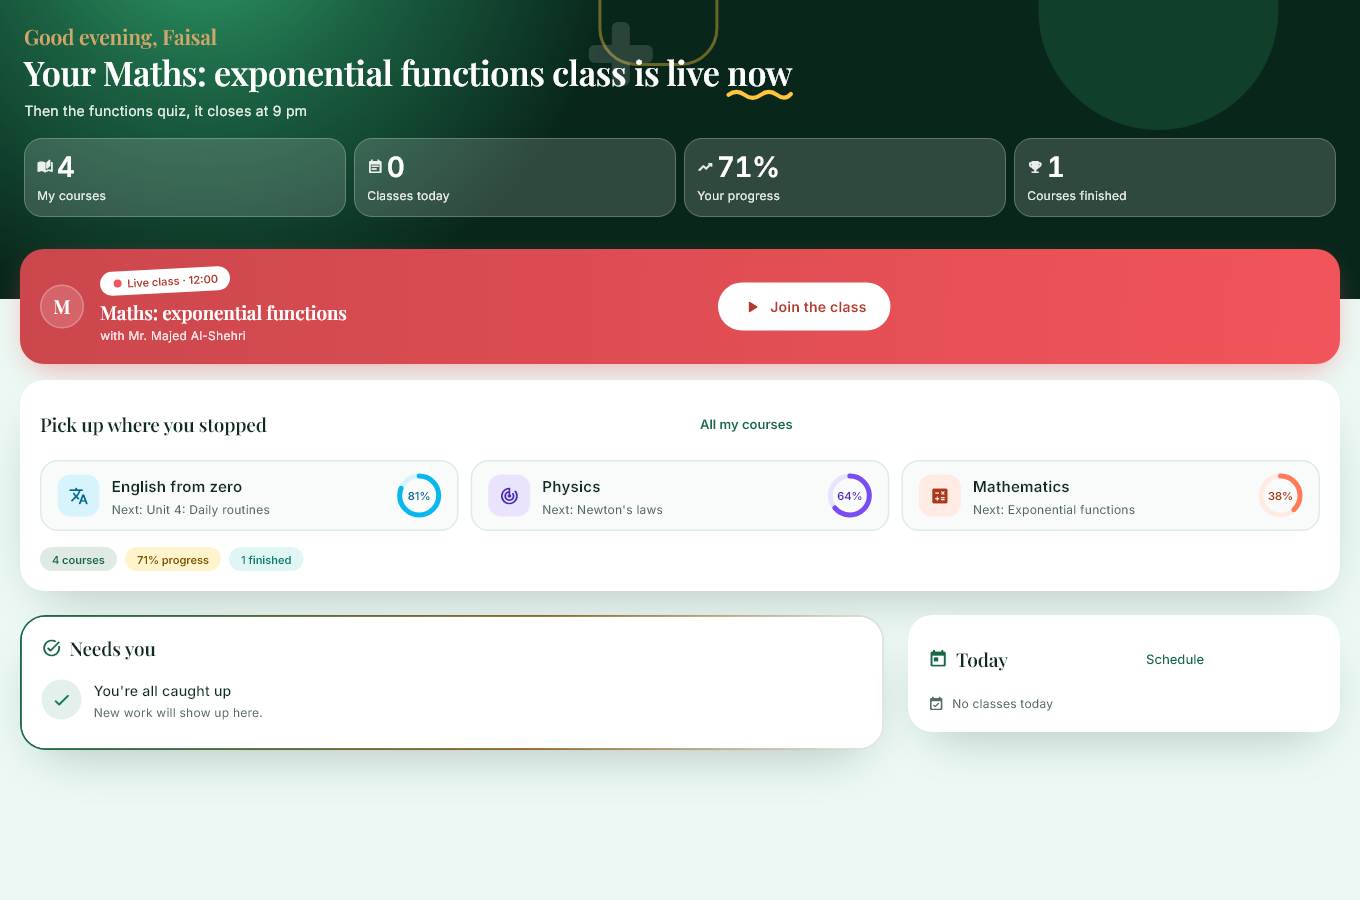 Good evening, Faisal
Your Maths: exponential functions class is live now
Then the functions quiz, it closes at 9 pm
4
My courses
0
Classes today
71%
Your progress
1
Courses finished
M
Live class · 12:00
Maths: exponential functions
with Mr. Majed Al-Shehri
Join the class
Pick up where you stopped
All my courses
English from zero
Next: Unit 4: Daily routines
81%
Physics
Next: Newton's laws
64%
Mathematics
Next: Exponential functions
38%
4 courses
71% progress
1 finished
Needs you
You're all caught up
New work will show up here.
Today
Schedule
No classes today